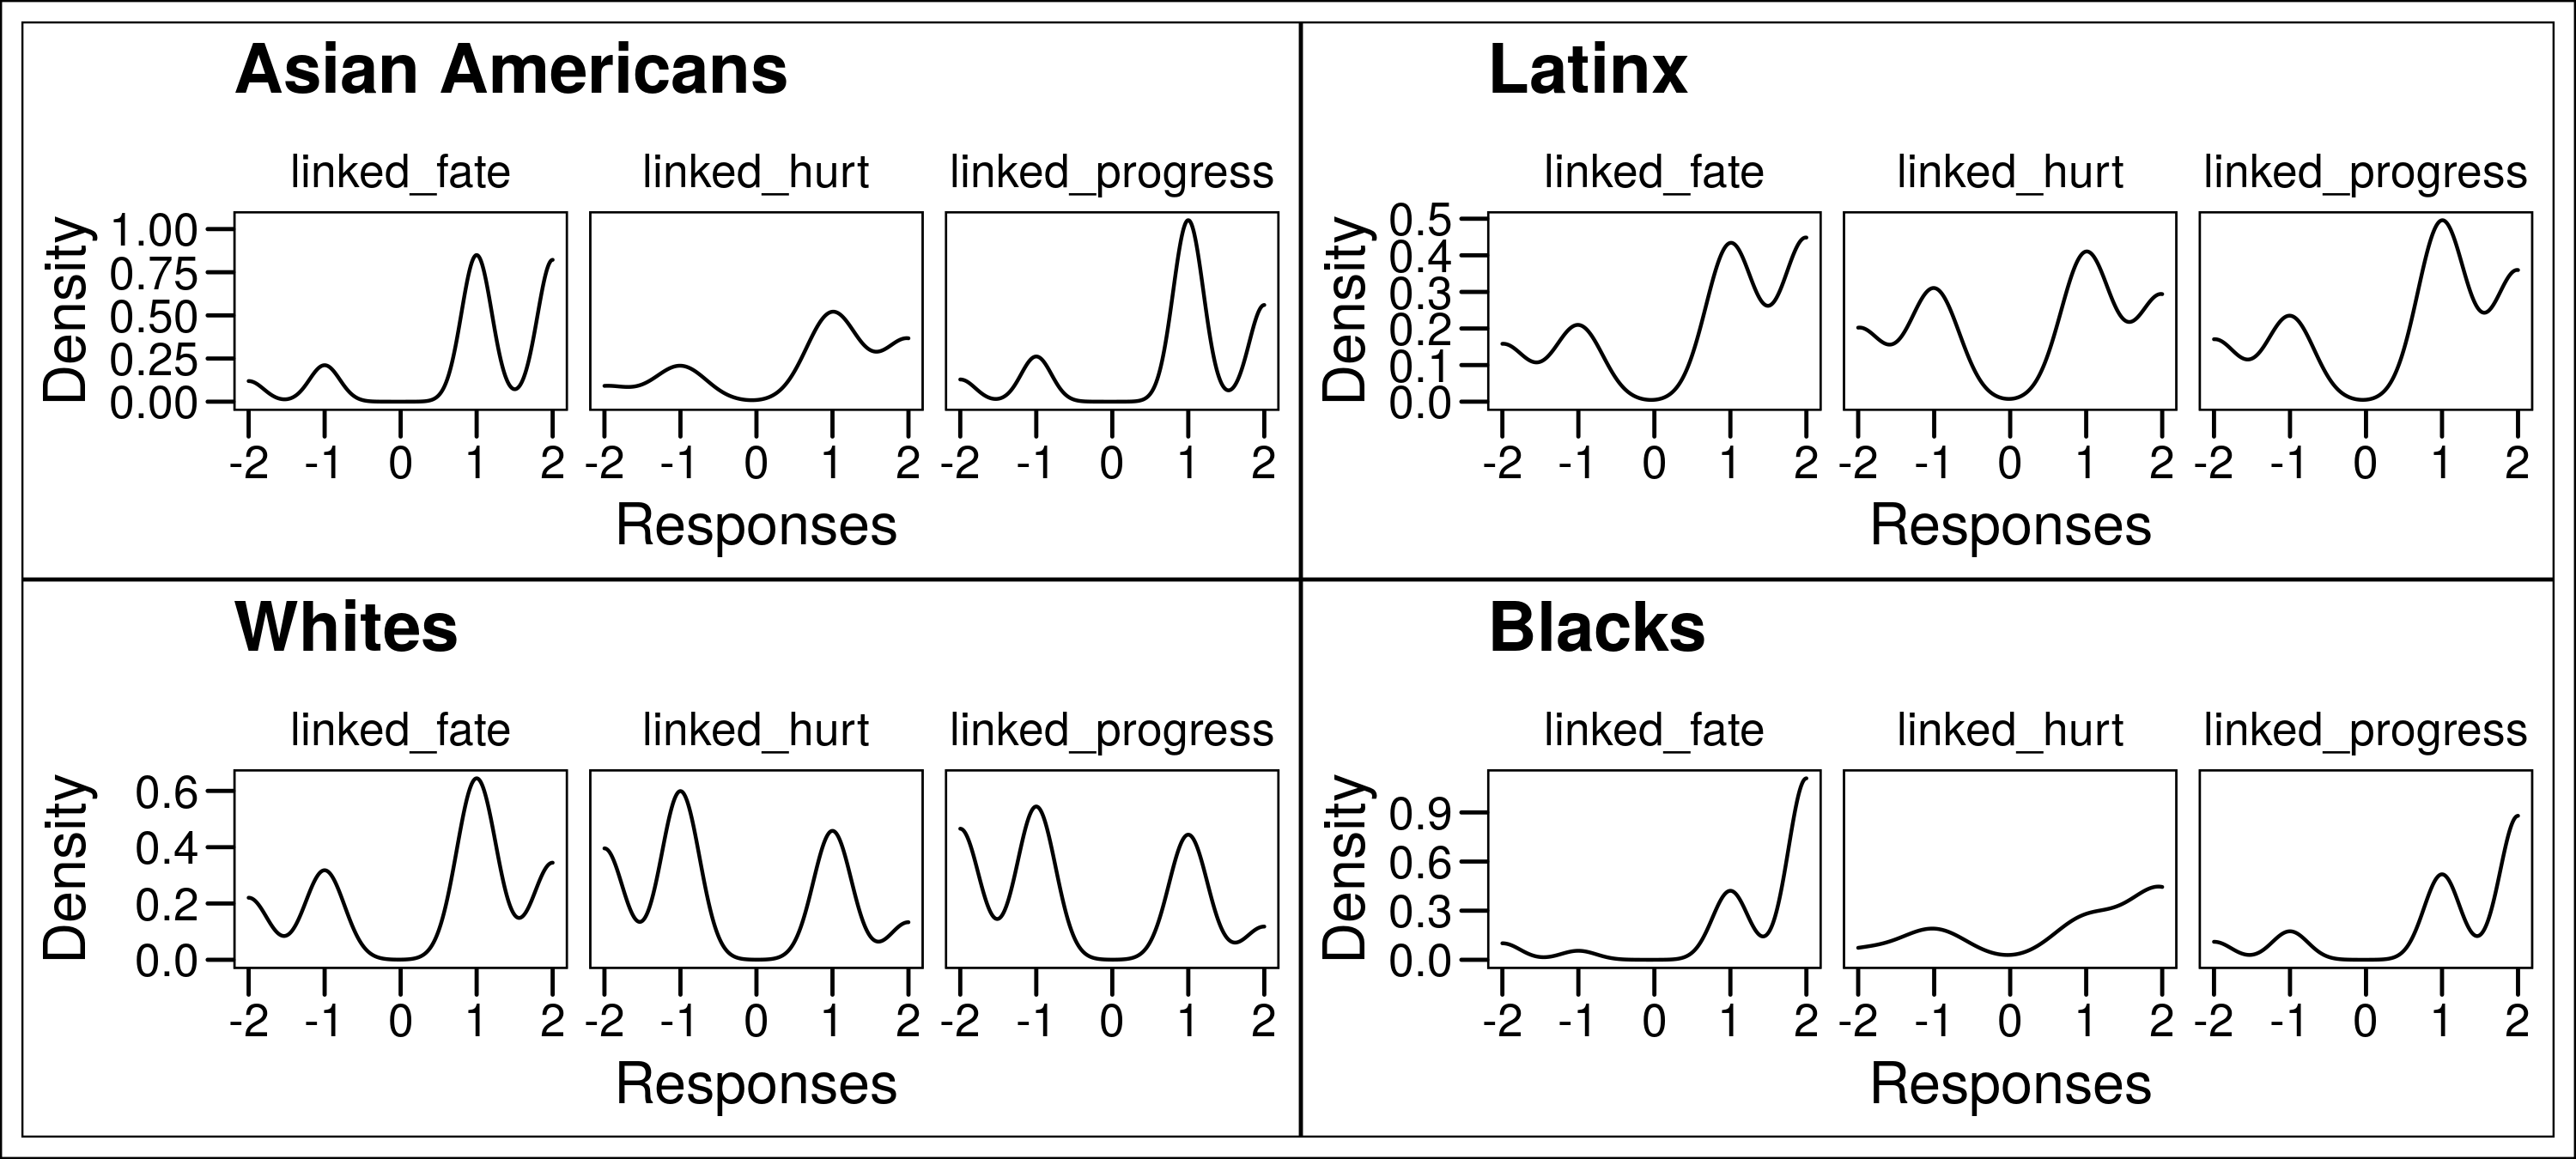 Asian Americans
linked_fate linked_hurt linked_progress
Density
1.00
0.75
0.50
0.25
0.00
-2 -1 0 1 2 -2 -1 0 1 2 -2 -1 0 1 2
Responses
Latinx
linked_fate linked_hurt linked_progress
Density
0.5
0.4
0.3
0.2
0.1
0.0
-2 -1 0 1 2 -2 -1 0 1 2 -2 -1 0 1 2
Responses
Whites
linked_fate linked_hurt linked_progress
Density
0.6
0.4
0.2
0.0
-2 -1 0 1 2 -2 -1 0 1 2 -2 -1 0 1 2
Responses
Blacks
linked_fate linked_hurt linked_progress
Density
0.9
0.6
0.3
0.0
-2 -1 0 1 2 -2 -1 0 1 2 -2 -1 0 1 2
Responses